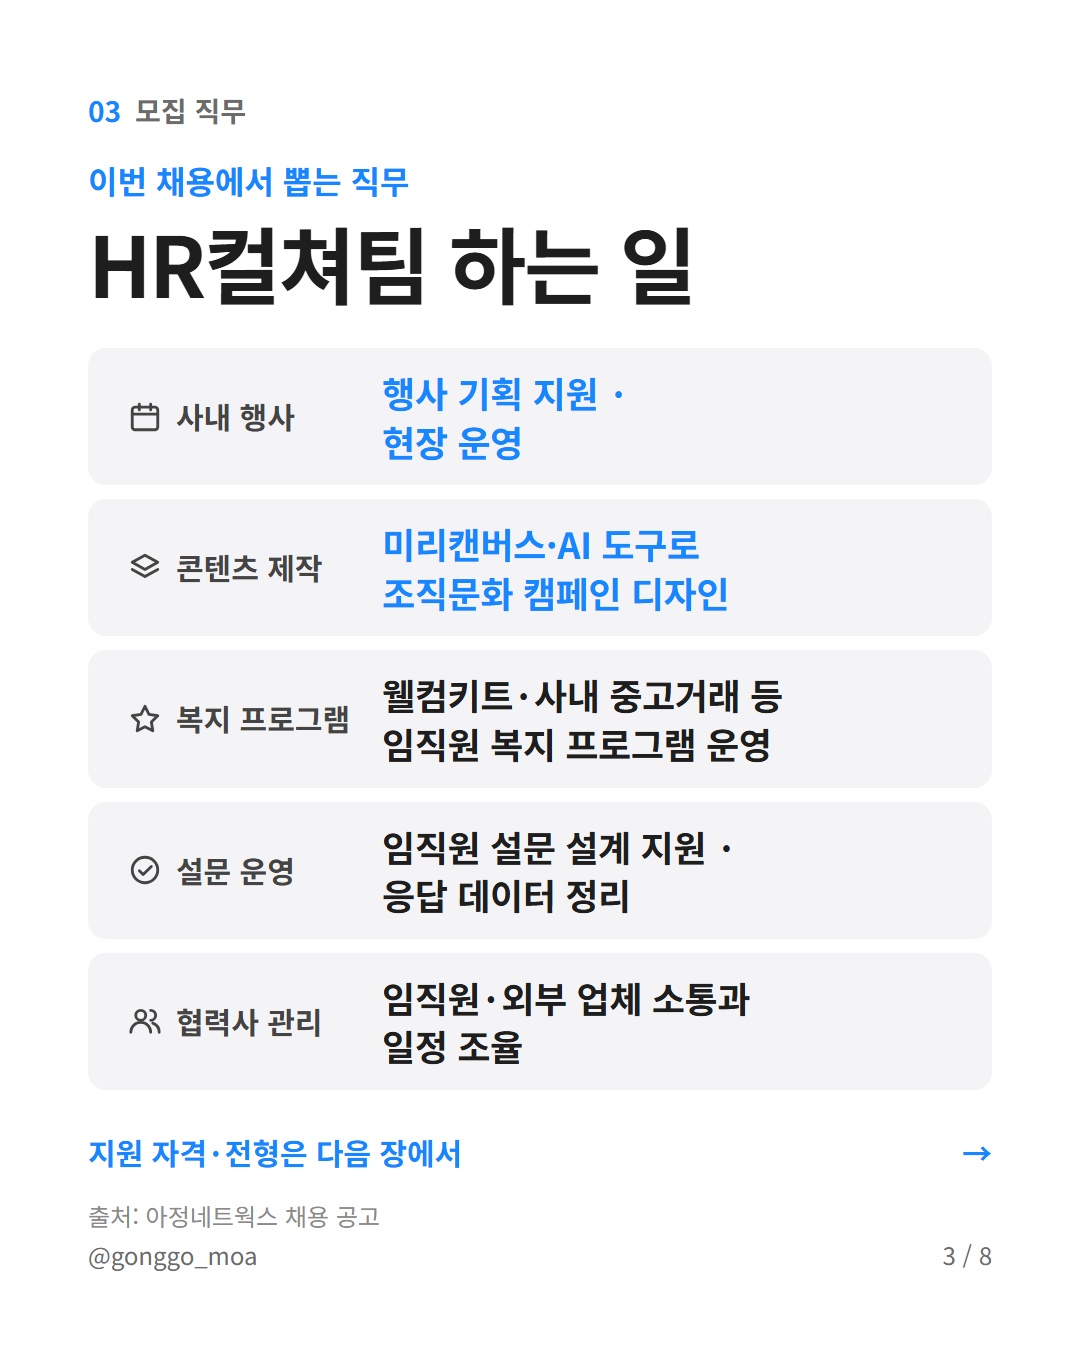 03 모집 직무
이번 채용에서 뽑는 직무
HR컬쳐팀 하는 일
사내 행사
행사 기획 지원 ·
현장 운영
콘텐츠 제작
미리캔버스·AI 도구로
조직문화 캠페인 디자인
복지 프로그램
웰컴키트·사내 중고거래 등
임직원 복지 프로그램 운영
설문 운영
임직원 설문 설계 지원 ·
응답 데이터 정리
협력사 관리
임직원·외부 업체 소통과
일정 조율
지원 자격·전형은 다음 장에서 →
출처: 아정네트웍스 채용 공고
@gonggo_moa
3 / 8